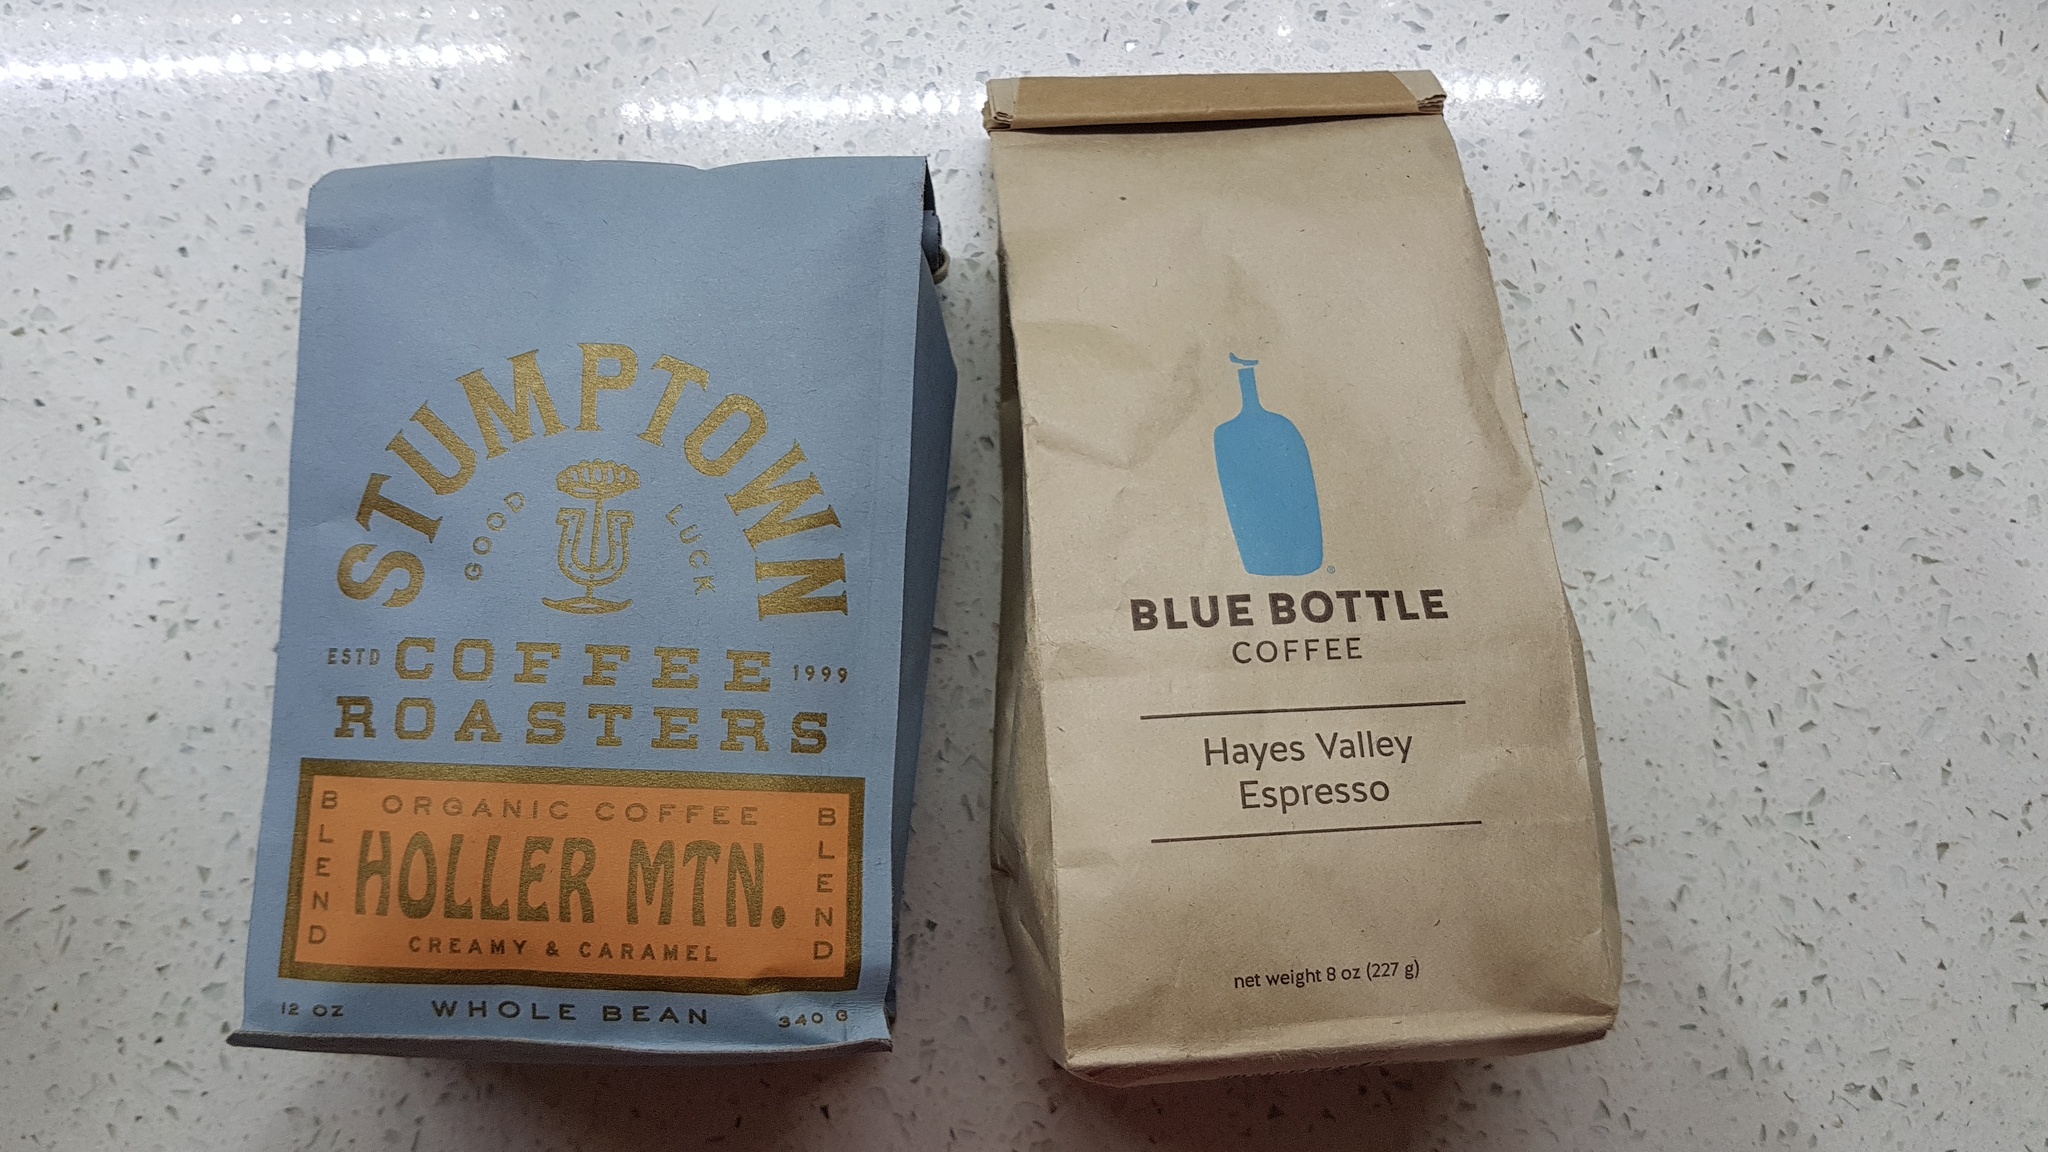 STUMPTOWN
GOOD LUCK
ESTD COFFEE 1999
ROASTERS
BLEND
ORGANIC COFFEE
HOLLER MTN.
CREAMY & CARAMEL
BLEND
12 OZ WHOLE BEAN 340 G
®
BLUE BOTTLE
COFFEE
Hayes Valley
Espresso
net weight 8 oz (227 g)